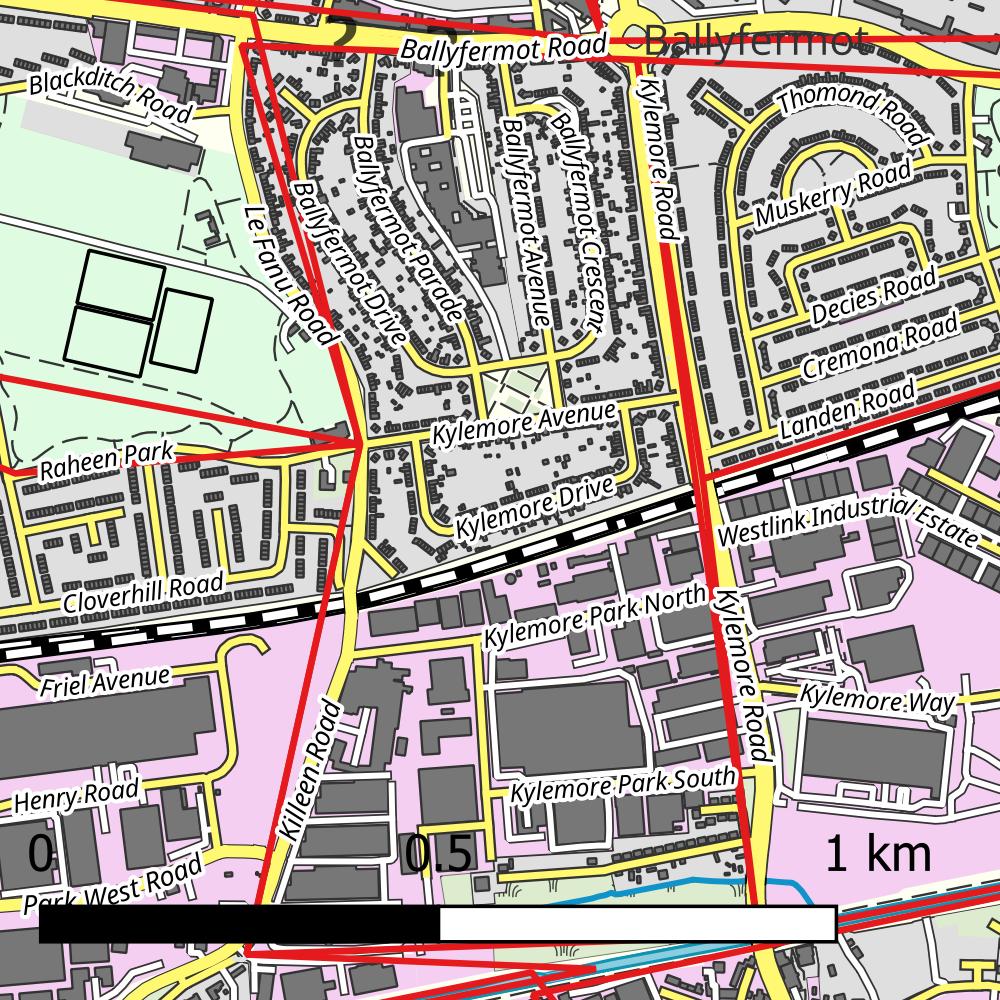 Ballyfermot
Ballyfermot Road
Blackditch Road
Kylemore Road
Thomond Road
Ballyfermot Parade
Ballyfermot Avenue
Ballyfermot Crescent
Muskerry Road
Le Fanu Road
Ballyfermot Drive
Decies Road
Cremona Road
Landen Road
Kylemore Avenue
Raheen Park
Kylemore Drive
Westlink Industrial Estate
Cloverhill Road
Kylemore Park North
Kylemore Road
Friel Avenue
Kylemore Way
Killeen Road
Kylemore Park South
Henry Road
0 0.5 1 km
Park West Road